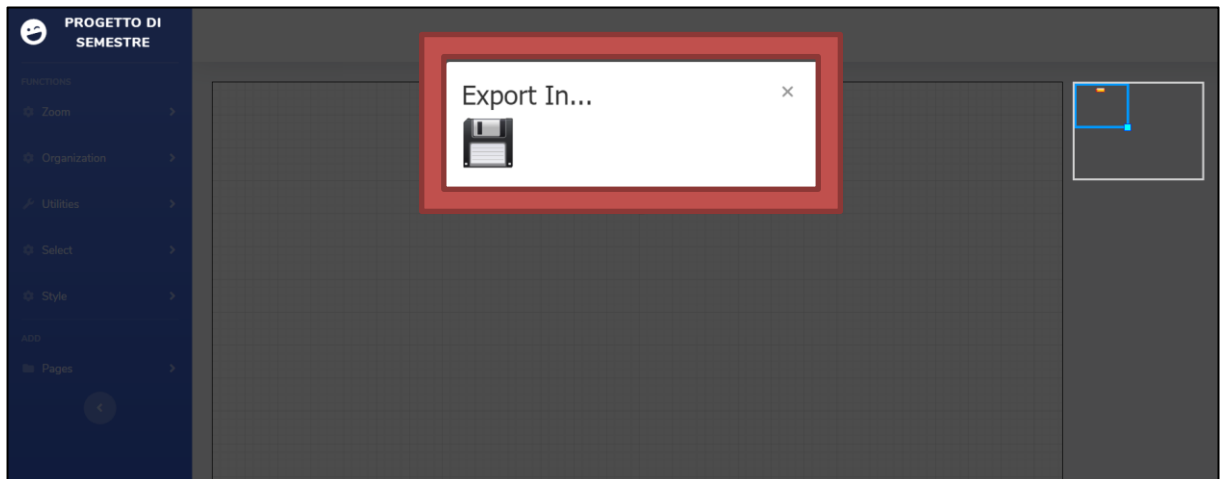 PROGETTO DI
SEMESTRE
FUNCTIONS
Zoom
Organization
Utilities
Select
Style
ADD
Pages
Export In...
×